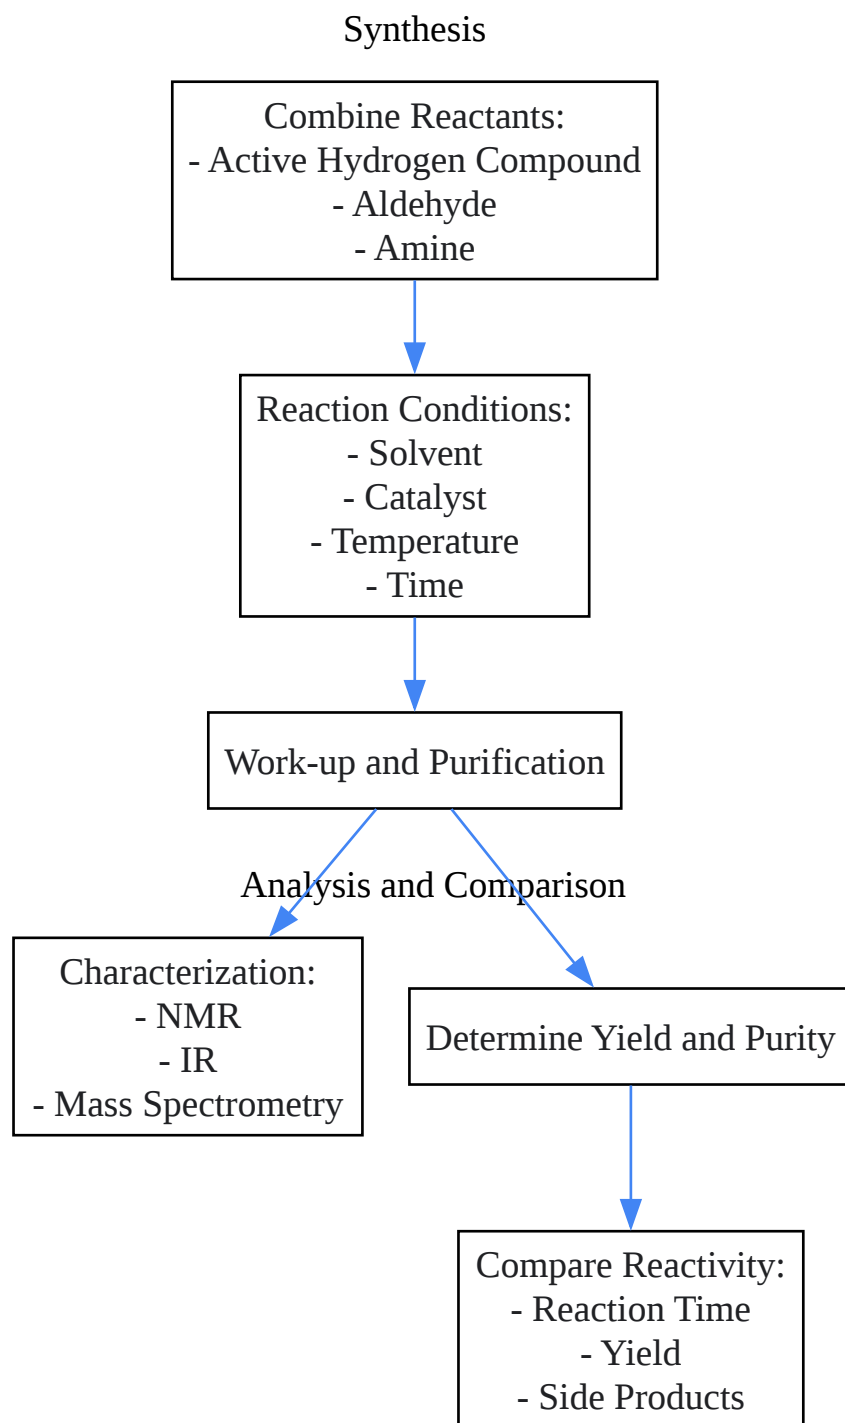 Synthesis
Combine Reactants:
- Active Hydrogen Compound
- Aldehyde
- Amine
Reaction Conditions:
- Solvent
- Catalyst
- Temperature
- Time
Work-up and Purification
Analysis and Comparison
Characterization:
- NMR
- IR
- Mass Spectrometry
Determine Yield and Purity
Compare Reactivity:
- Reaction Time
- Yield
- Side Products